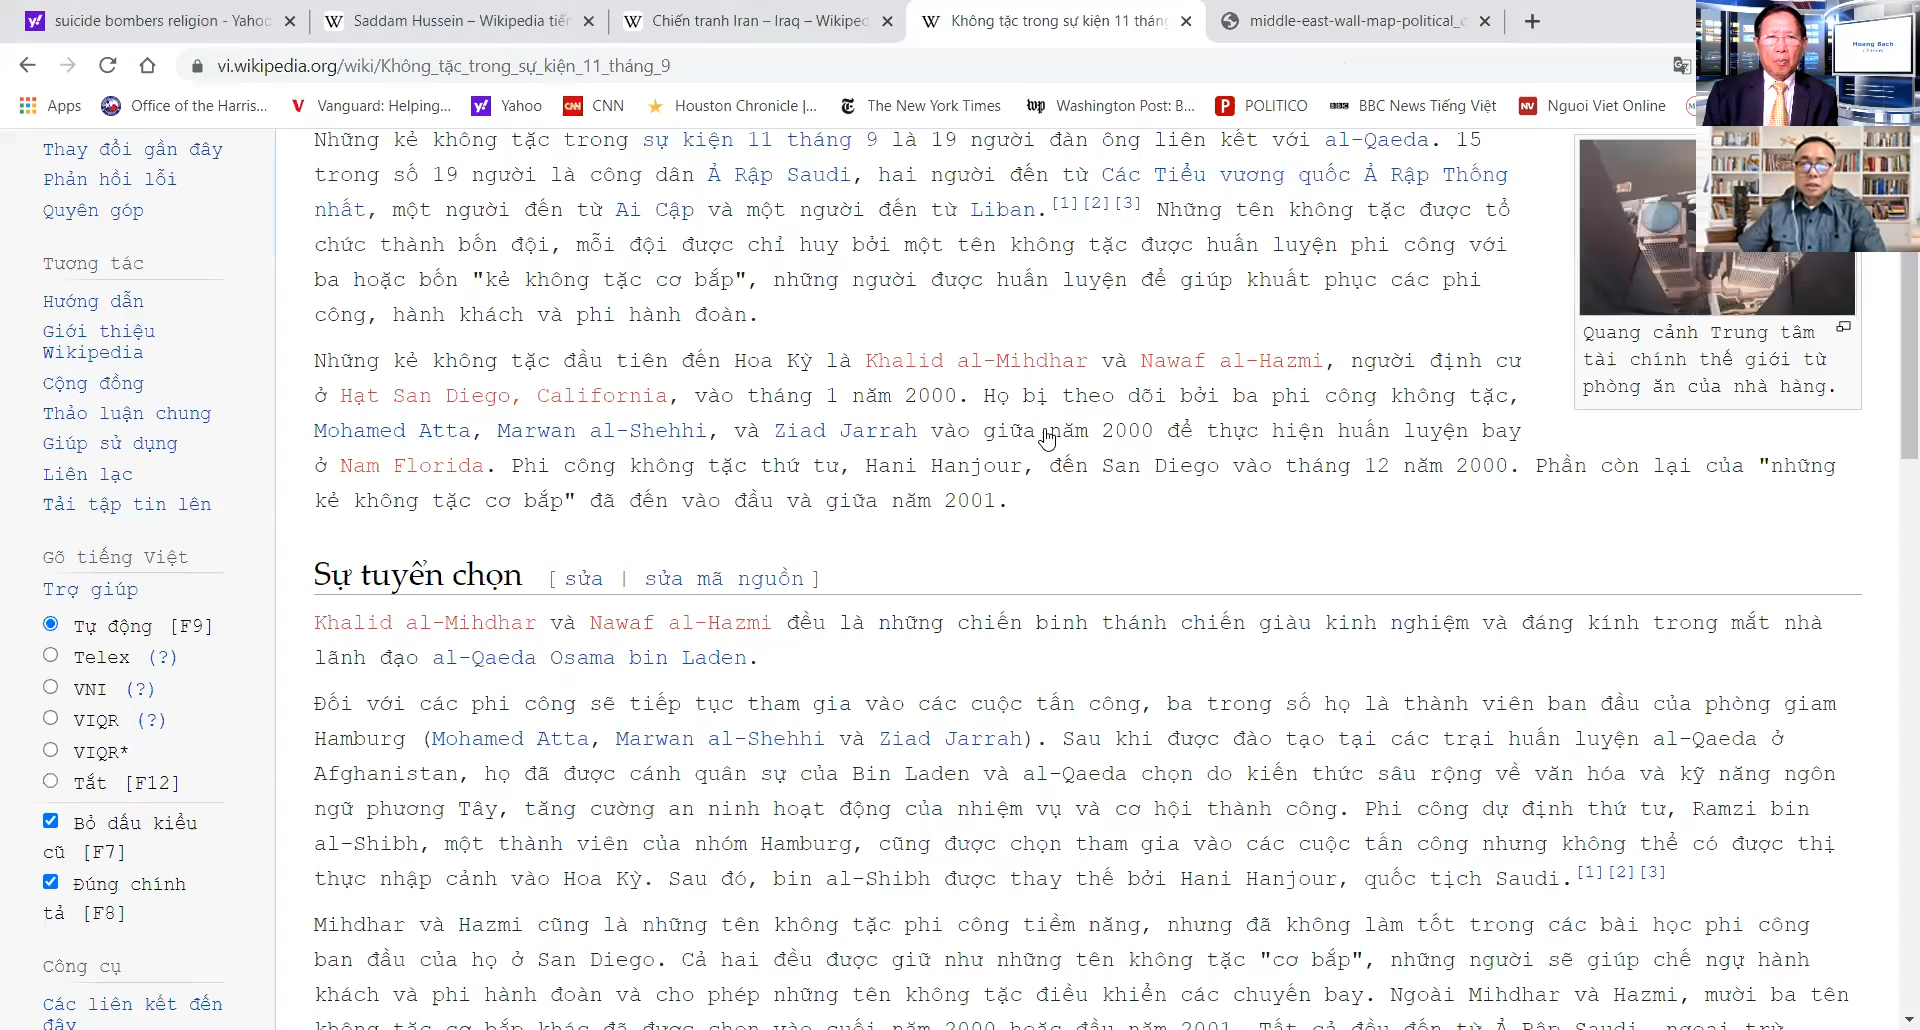 suicide bombers religion - Yahoo
Saddam Hussein – Wikipedia tiến
Chiến tranh Iran – Iraq – Wikiped
Không tặc trong sự kiện 11 tháng
middle-east-wall-map-political_
vi.wikipedia.org/wiki/Không_tặc_trong_sự_kiện_11_tháng_9
Apps
Office of the Harris...
Vanguard: Helping...
Yahoo
CNN
Houston Chronicle |...
The New York Times
Washington Post: B...
POLITICO
BBC News Tiếng Việt
Nguoi Viet Online
Hoang Bach
Thay đổi gần đây
Phản hồi lỗi
Quyên góp
Tương tác
Hướng dẫn
Giới thiệu
Wikipedia
Cộng đồng
Thảo luận chung
Giúp sử dụng
Liên lạc
Tải tập tin lên
Gõ tiếng Việt
Trợ giúp
Tự động [F9]
Telex (?)
VNI (?)
VIQR (?)
VIQR*
Tắt [F12]
Bỏ dấu kiểu
cũ [F7]
Đúng chính
tả [F8]
Công cụ
Các liên kết đến
đây
Những kẻ không tặc trong sự kiện 11 tháng 9 là 19 người đàn ông liên kết với al-Qaeda. 15
trong số 19 người là công dân Ả Rập Saudi, hai người đến từ Các Tiểu vương quốc Ả Rập Thống
nhất, một người đến từ Ai Cập và một người đến từ Liban.[1][2][3] Những tên không tặc được tổ
chức thành bốn đội, mỗi đội được chỉ huy bởi một tên không tặc được huấn luyện phi công với
ba hoặc bốn "kẻ không tặc cơ bắp", những người được huấn luyện để giúp khuất phục các phi
công, hành khách và phi hành đoàn.
Những kẻ không tặc đầu tiên đến Hoa Kỳ là Khalid al-Mihdhar và Nawaf al-Hazmi, người định cư
ở Hạt San Diego, California, vào tháng 1 năm 2000. Họ bị theo dõi bởi ba phi công không tặc,
Mohamed Atta, Marwan al-Shehhi, và Ziad Jarrah vào giữa năm 2000 để thực hiện huấn luyện bay
ở Nam Florida. Phi công không tặc thứ tư, Hani Hanjour, đến San Diego vào tháng 12 năm 2000. Phần còn lại của "những
kẻ không tặc cơ bắp" đã đến vào đầu và giữa năm 2001.
Quang cảnh Trung tâm
tài chính thế giới từ
phòng ăn của nhà hàng.
Sự tuyển chọn [ sửa | sửa mã nguồn ]
Khalid al-Mihdhar và Nawaf al-Hazmi đều là những chiến binh thánh chiến giàu kinh nghiệm và đáng kính trong mắt nhà
lãnh đạo al-Qaeda Osama bin Laden.
Đối với các phi công sẽ tiếp tục tham gia vào các cuộc tấn công, ba trong số họ là thành viên ban đầu của phòng giam
Hamburg (Mohamed Atta, Marwan al-Shehhi và Ziad Jarrah). Sau khi được đào tạo tại các trại huấn luyện al-Qaeda ở
Afghanistan, họ đã được cánh quân sự của Bin Laden và al-Qaeda chọn do kiến thức sâu rộng về văn hóa và kỹ năng ngôn
ngữ phương Tây, tăng cường an ninh hoạt động của nhiệm vụ và cơ hội thành công. Phi công dự định thứ tư, Ramzi bin
al-Shibh, một thành viên của nhóm Hamburg, cũng được chọn tham gia vào các cuộc tấn công nhưng không thể có được thị
thực nhập cảnh vào Hoa Kỳ. Sau đó, bin al-Shibh được thay thế bởi Hani Hanjour, quốc tịch Saudi.[1][2][3]
Mihdhar và Hazmi cũng là những tên không tặc phi công tiềm năng, nhưng đã không làm tốt trong các bài học phi công
ban đầu của họ ở San Diego. Cả hai đều được giữ như những tên không tặc "cơ bắp", những người sẽ giúp chế ngự hành
khách và phi hành đoàn và cho phép những tên không tặc điều khiển các chuyến bay. Ngoài Mihdhar và Hazmi, mười ba tên
không tặc cơ bắp khác đã được chọn vào cuối năm 2000 hoặc đầu năm 2001. Tất cả đều đến từ Ả Rập Saudi, ngoại trừ